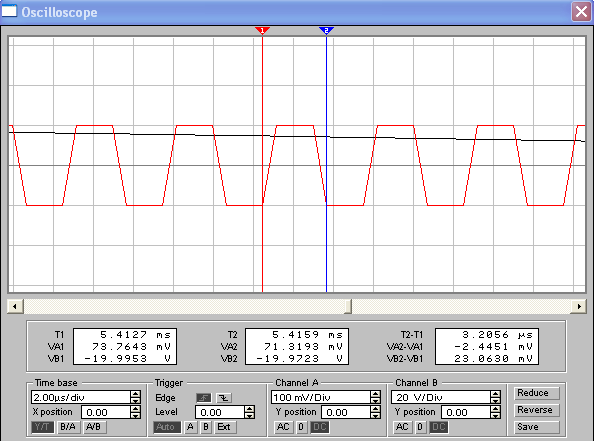 Oscilloscope
1 2
T1 5.4127 ms T2 5.4159 ms T2-T1 3.2056 µs
VA1 73.7643 mV VA2 71.3193 mV VA2-VA1 -2.4451 mV
VB1 -19.9953 V VB2 -19.9723 V VB2-VB1 23.0630 mV
Time base Trigger Channel A Channel B
2.00µs/div Edge 100 mV/Div 20 V/Div Reduce
X position 0.00 Level 0.00 Y position 0.00 Y position 0.00 Reverse
Y/T B/A A/B Auto A B Ext AC 0 DC AC 0 DC Save